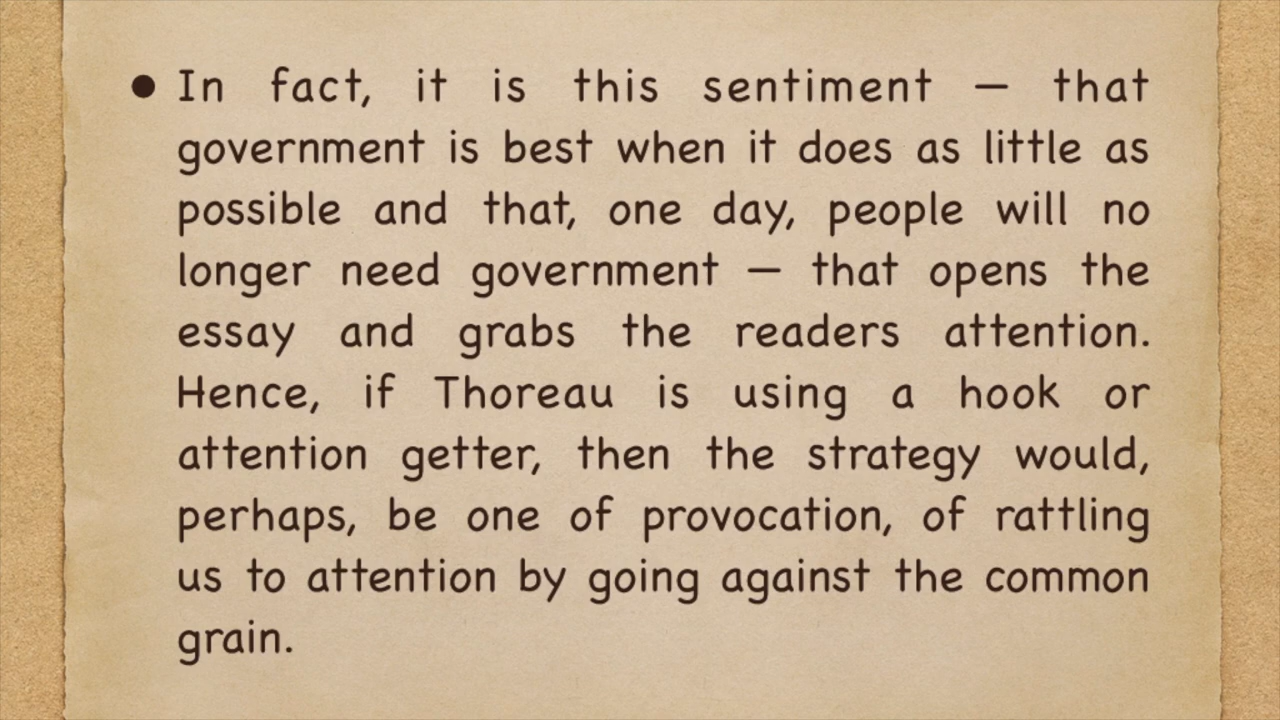 • In fact, it is this sentiment — that
government is best when it does as little as
possible and that, one day, people will no
longer need government — that opens the
essay and grabs the readers attention.
Hence, if Thoreau is using a hook or
attention getter, then the strategy would,
perhaps, be one of provocation, of rattling
us to attention by going against the common
grain.